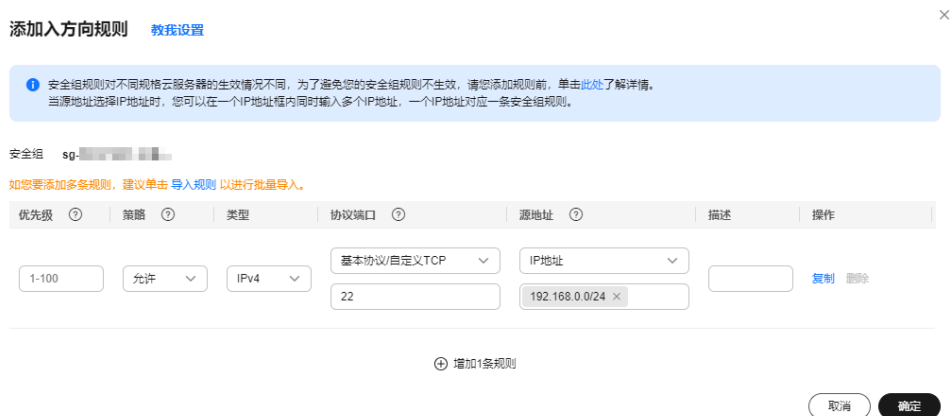 添加入方向规则 教我设置
安全组规则对不同规格云服务器的生效情况不同，为了避免您的安全组规则不生效，请您添加规则前，单击此处了解详情。
当源地址选择IP地址时，您可以在一个IP地址框内同时输入多个IP地址，一个IP地址对应一条安全组规则。
安全组 sg-
如您要添加多条规则，建议单击 导入规则 以进行批量导入。
优先级 策略 类型 协议端口 源地址 描述 操作
1-100 允许 IPv4 基本协议/自定义TCP IP地址 复制 删除
22 192.168.0.0/24
增加1条规则
取消 确定